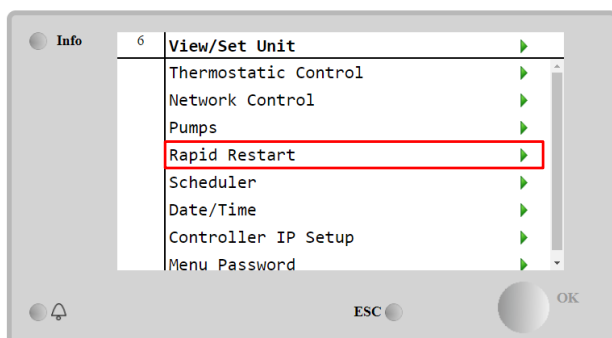 Info
6 View/Set Unit
Thermostatic Control
Network Control
Pumps
Rapid Restart
Scheduler
Date/Time
Controller IP Setup
Menu Password
ESC
OK